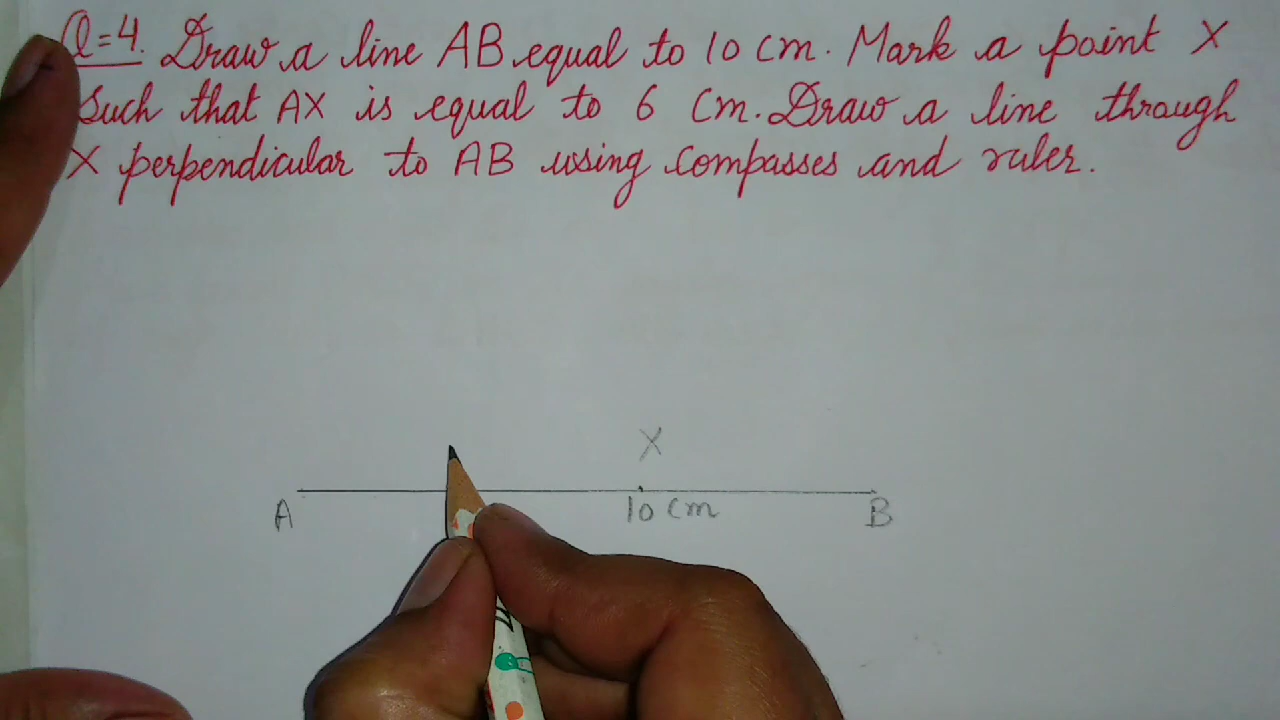 Q=4. Draw a line AB equal to 10 cm. Mark a point X
Such that AX is equal to 6 cm. Draw a line through
X perpendicular to AB using compasses and ruler.
X
A 10 cm B